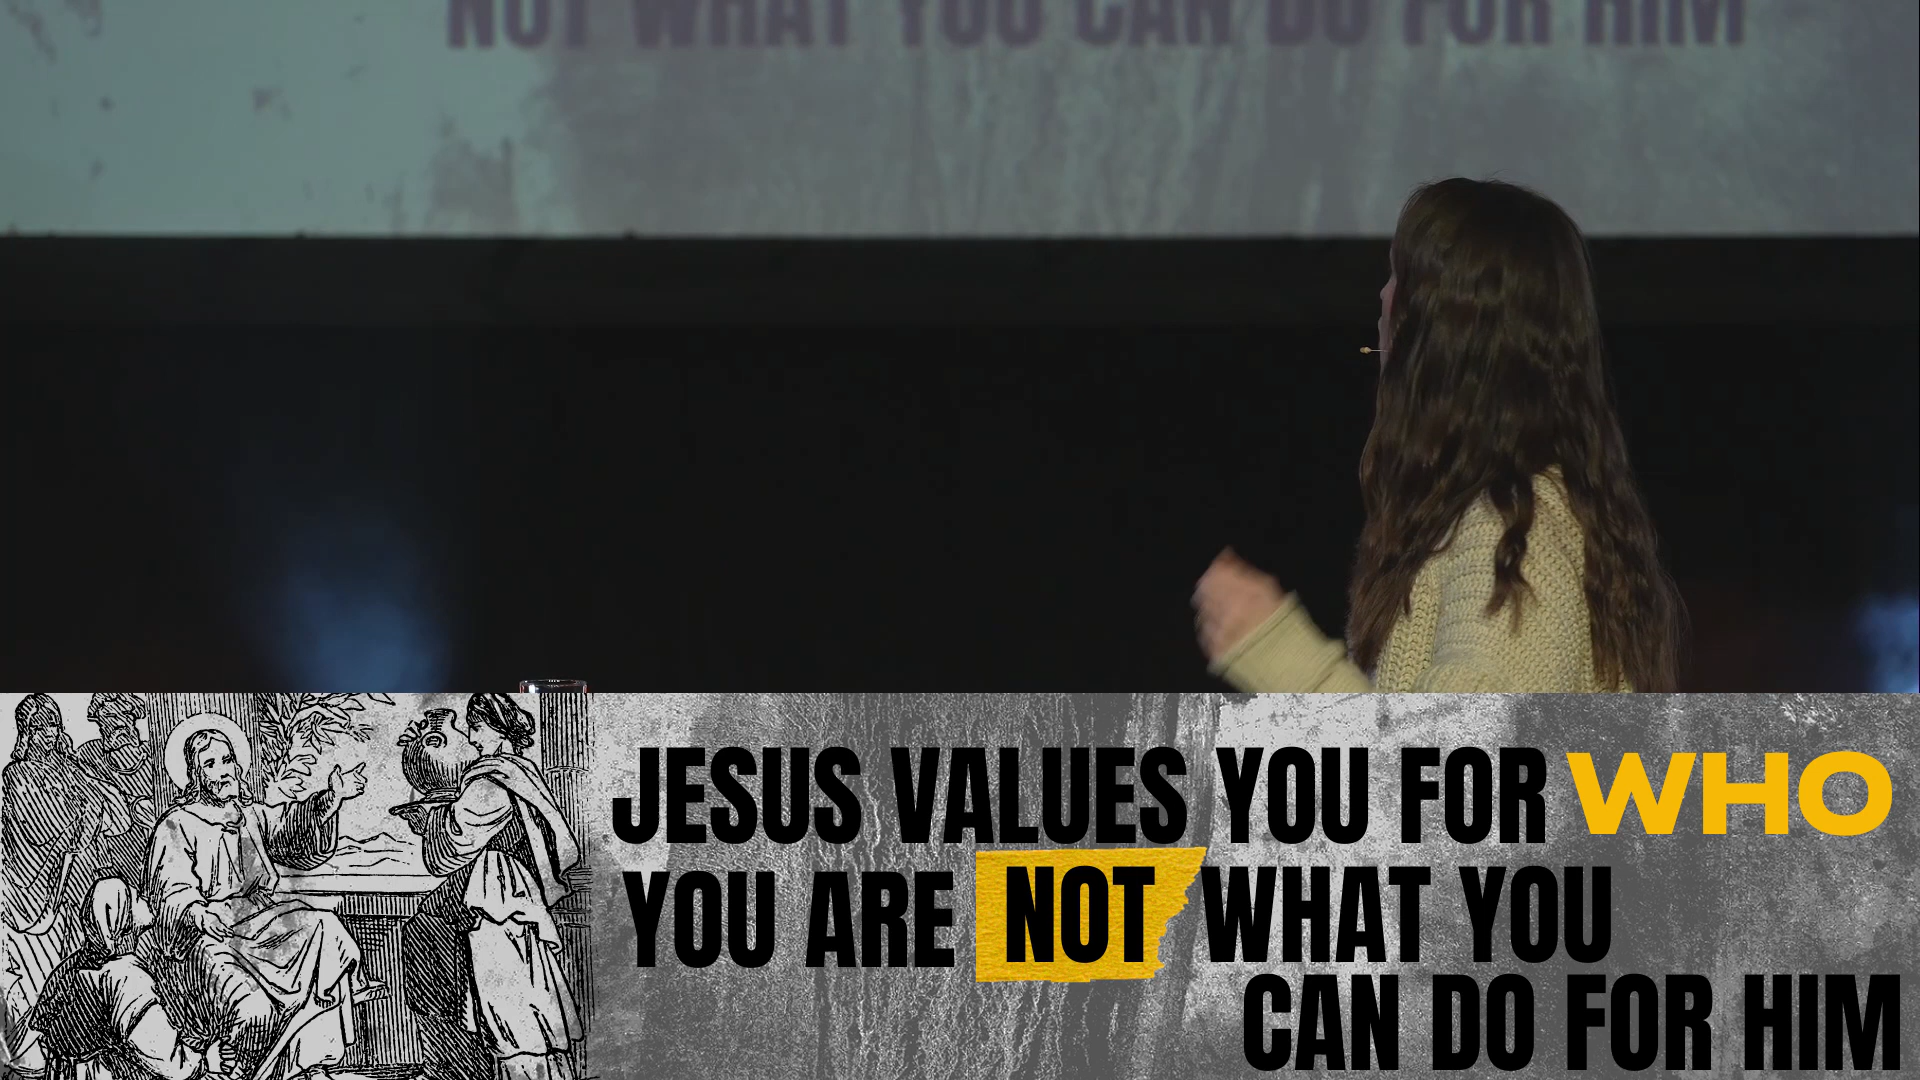 NOT WHAT YOU CAN DO FOR HIM
JESUS VALUES YOU FOR WHO
YOU ARE NOT WHAT YOU
CAN DO FOR HIM